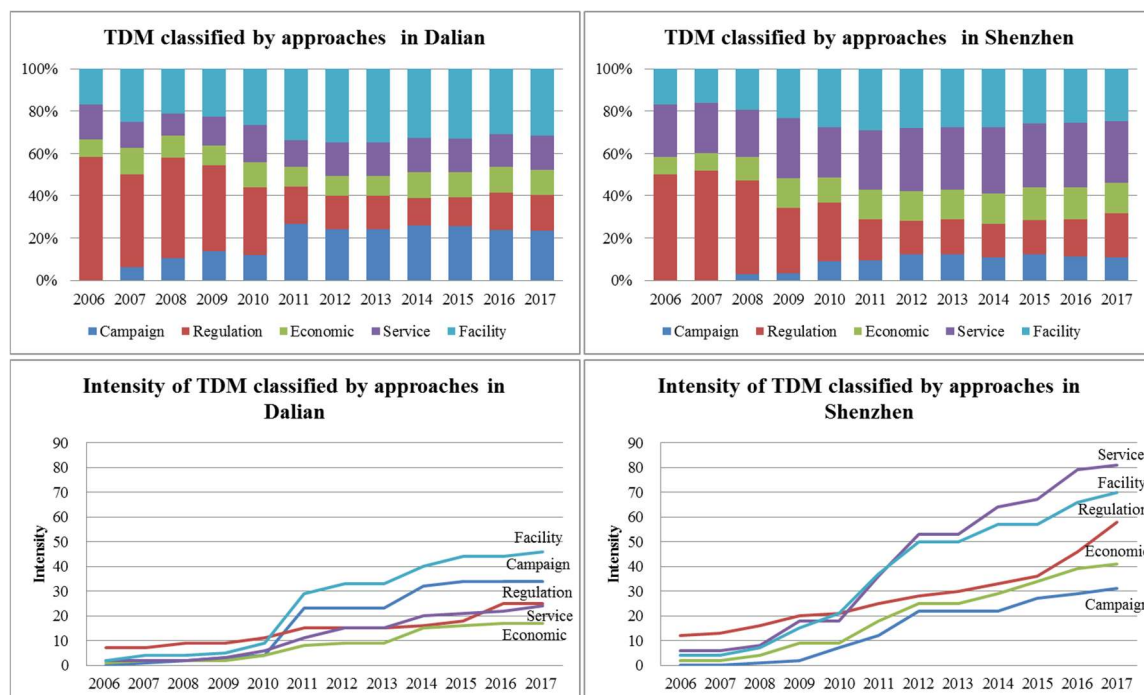 TDM classified by approaches in Dalian
100%
80%
60%
40%
20%
0%
2006 2007 2008 2009 2010 2011 2012 2013 2014 2015 2016 2017
Campaign Regulation Economic Service Facility
TDM classified by approaches in Shenzhen
100%
80%
60%
40%
20%
0%
2006 2007 2008 2009 2010 2011 2012 2013 2014 2015 2016 2017
Campaign Regulation Economic Service Facility
Intensity of TDM classified by approaches in
Dalian
Intensity
90
80
70
60
50
40
30
20
10
0
Facility
Campaign
Regulation
Service
Economic
2006 2007 2008 2009 2010 2011 2012 2013 2014 2015 2016 2017
Intensity of TDM classified by approaches in
Shenzhen
Intensity
90
80
70
60
50
40
30
20
10
0
Service
Facility
Regulation
Economic
Campaign
2006 2007 2008 2009 2010 2011 2012 2013 2014 2015 2016 2017